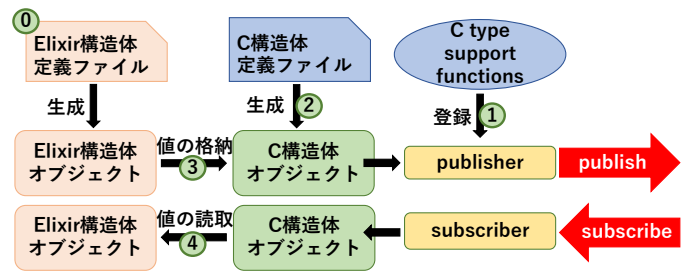 0
Elixir構造体
定義ファイル
C構造体
定義ファイル
C type
support
functions
生成
生成
2
登録
1
Elixir構造体
オブジェクト
値の格納
3
C構造体
オブジェクト
publisher
publish
Elixir構造体
オブジェクト
値の読取
4
C構造体
オブジェクト
subscriber
subscribe